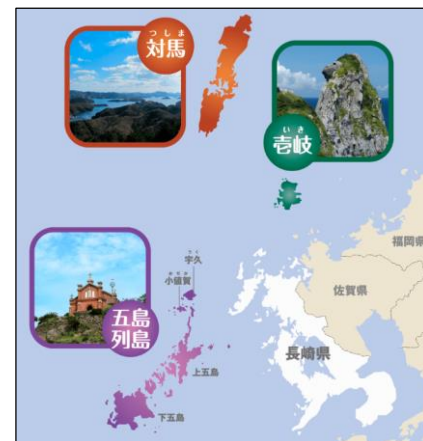 つしま
対馬
いき
壱岐
福岡県
佐賀県
長崎県
うく
宇久
おぢか
小値賀
五島
列島
上五島
下五島